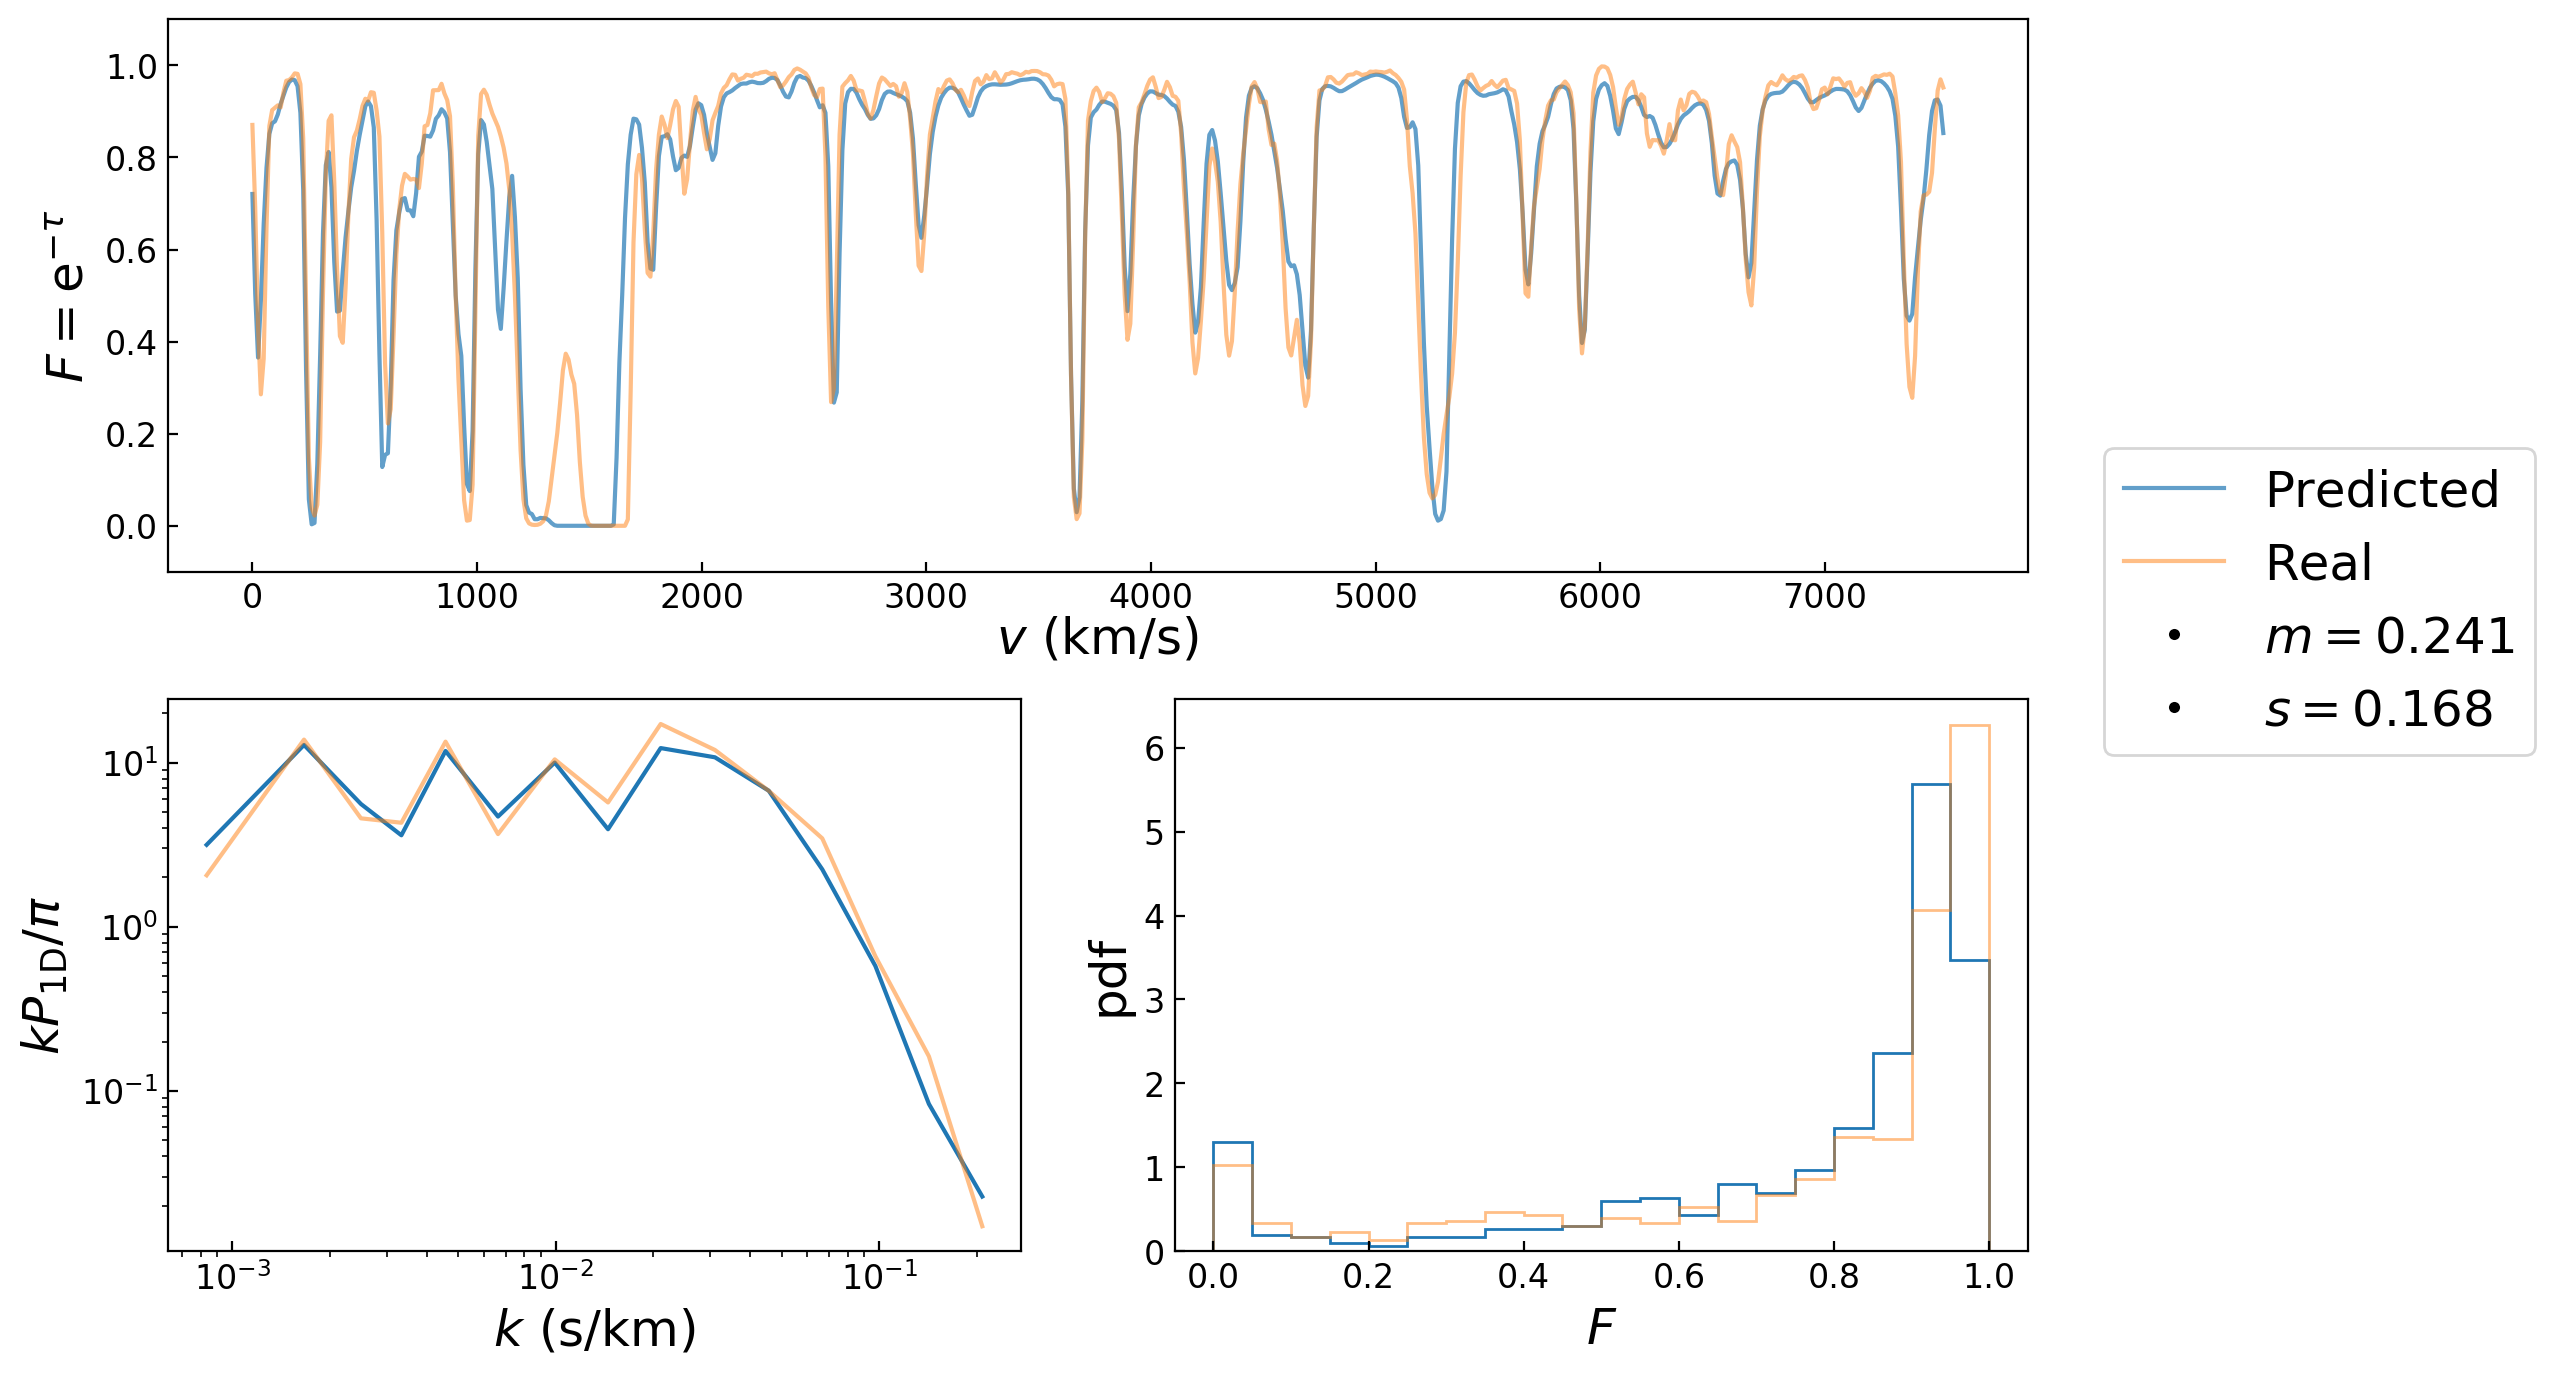 F = e^{−τ}
1.0
0.8
0.6
0.4
0.2
0.0
0 1000 2000 3000 4000 5000 6000 7000
v (km/s)
Predicted
Real
m = 0.241
s = 0.168
kP_{1D}/π
10^1
10^0
10^{−1}
10^{−3} 10^{−2} 10^{−1}
k (s/km)
pdf
6
5
4
3
2
1
0
0.0 0.2 0.4 0.6 0.8 1.0
F